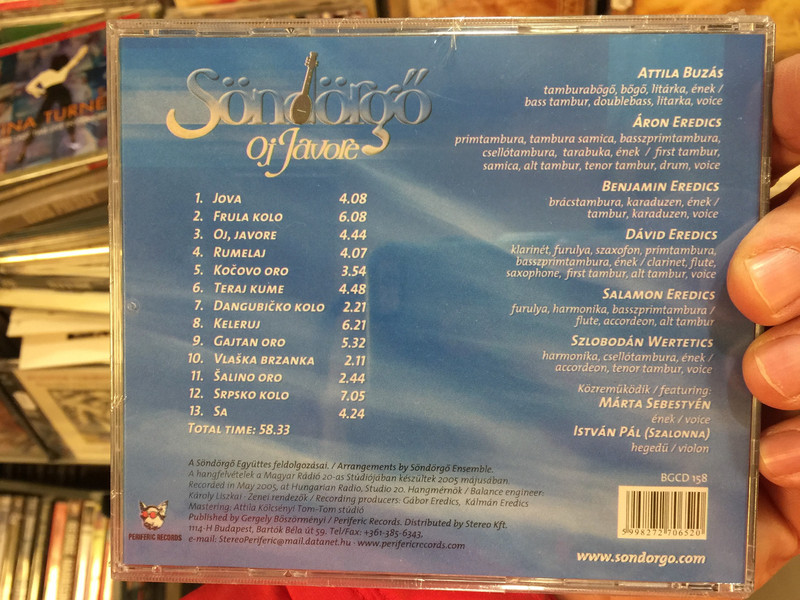 INA TURNE
Söndörgő
Oj Javore
1. JOVA 4.08
2. FRULA KOLO 6.08
3. OJ, JAVORE 4.44
4. RUMELAJ 4.07
5. KOČOVO ORO 3.54
6. TERAJ KUME 4.48
7. DANGUBIČKO KOLO 2.21
8. KELERUJ 6.21
9. GAJTAN ORO 5.32
10. VLAŠKA BRZANKA 2.11
11. ŠALINO ORO 2.44
12. SRPSKO KOLO 7.05
13. SA 4.24
TOTAL TIME: 58.33
ATTILA BUZÁS
tamburabőgő, bőgő, litárka, ének /
bass tambur, doublebass, litarka, voice
ÁRON EREDICS
primtambura, tambura samica, basszprimtambura,
csellótambura, tarabuka, ének / first tambur,
samica, alt tambur, tenor tambur, drum, voice
BENJAMIN EREDICS
brácstambura, karaduzen, ének /
tambur, karaduzen, voice
DÁVID EREDICS
klarinét, furulya, szaxofon, primtambura,
basszprimtambura, ének / clarinet, flute,
saxophone, first tambur, alt tambur, voice
SALAMON EREDICS
furulya, harmonika, basszprimtambura /
flute, accordeon, alt tambur
SZLOBODÁN WERTETICS
harmonika, csellótambura, ének /
accordeon, tenor tambur, voice
Közreműködik / featuring:
MÁRTA SEBESTYÉN
ének / voice
ISTVÁN PÁL (SZALONNA)
hegedű / violon
A Söndörgő Együttes feldolgozásai. / Arrangements by Söndörgő Ensemble.
A hangfelvételek a Magyar Rádió 20-as Stúdiójában készültek 2005 májusában.
Recorded in May 2005, at Hungarian Radio, Studio 20. Hangmérnök / Balance engineer:
Károly Liszkai · Zenei rendezők / Recording producers: Gábor Eredics, Kálmán Eredics
Mastering: Attila Kölcsényi Tom-Tom stúdió
Published by Gergely Böszörményi / Periferic Records. Distributed by Stereo Kft.
1114-H Budapest, Bartók Béla út 59. Tel/Fax: +361-385-6343,
e-mail: StereoPeriferic@mail.datanet.hu · www.perifericrecords.com
PERIFERIC RECORDS
BGCD 158
5 998272 706520
www.sondorgo.com